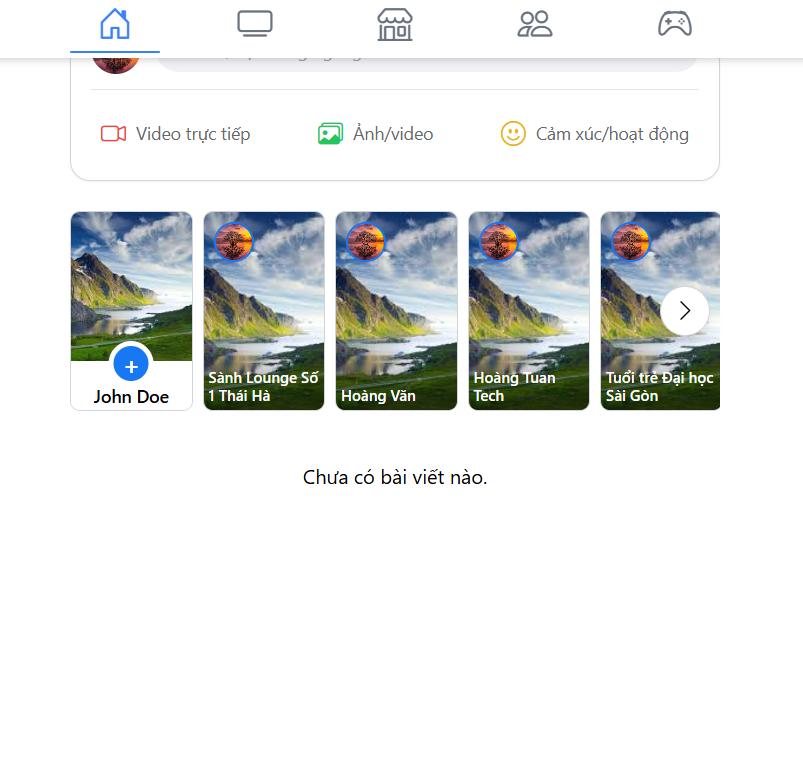 Video trực tiếp
Ảnh/video
Cảm xúc/hoạt động
John Doe
Sảnh Lounge Số
1 Thái Hà
Hoàng Văn
Hoàng Tuan
Tech
Tuổi trẻ Đại học
Sài Gòn
Chưa có bài viết nào.